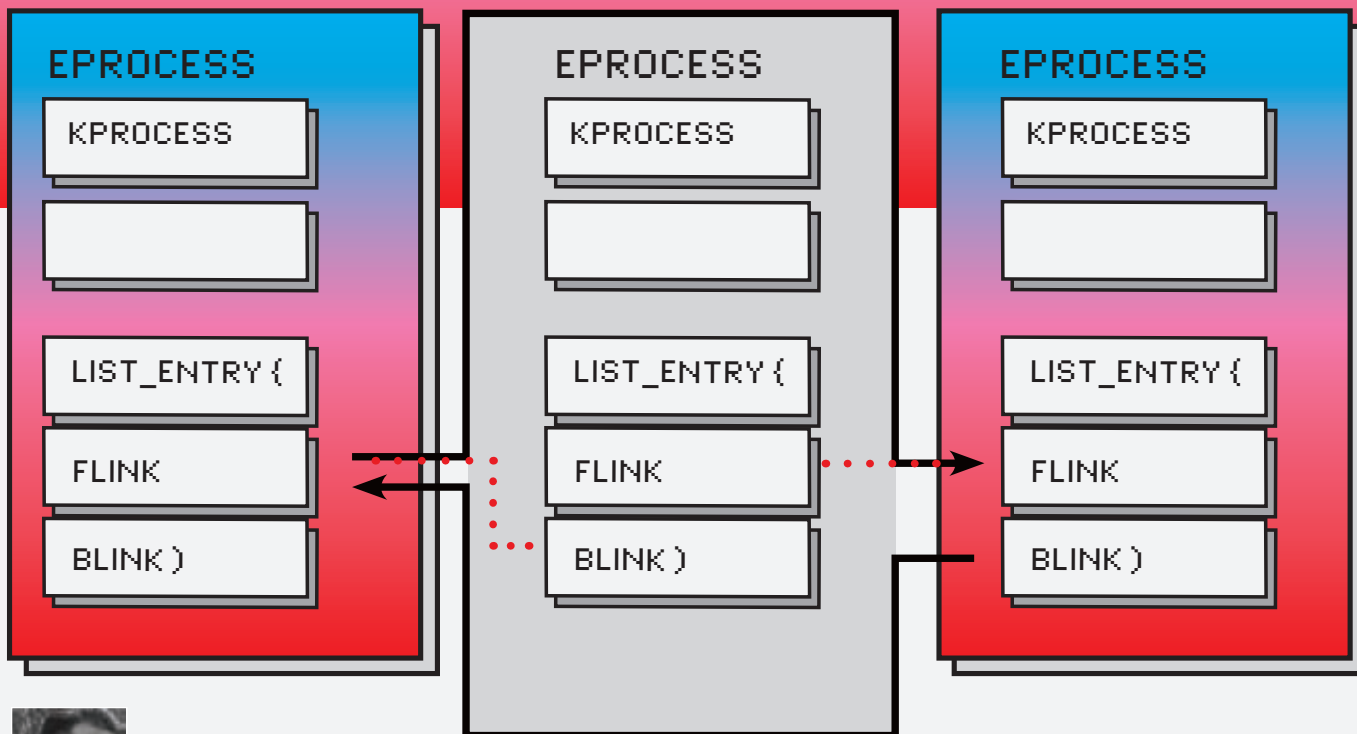 EPROCESS
KPROCESS
LIST_ENTRY {
FLINK
BLINK )
EPROCESS
KPROCESS
LIST_ENTRY {
FLINK
BLINK )
EPROCESS
KPROCESS
LIST_ENTRY {
FLINK
BLINK )